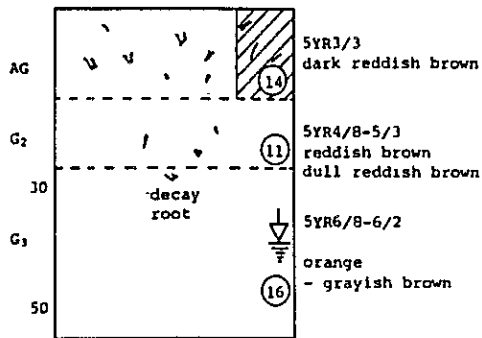 AG
5YR3/3
dark reddish brown
14
G2
11
5YR4/8-5/3
reddish brown
dull reddish brown
30
decay
root
G3
5YR6/8-6/2
orange
- grayish brown
16
50